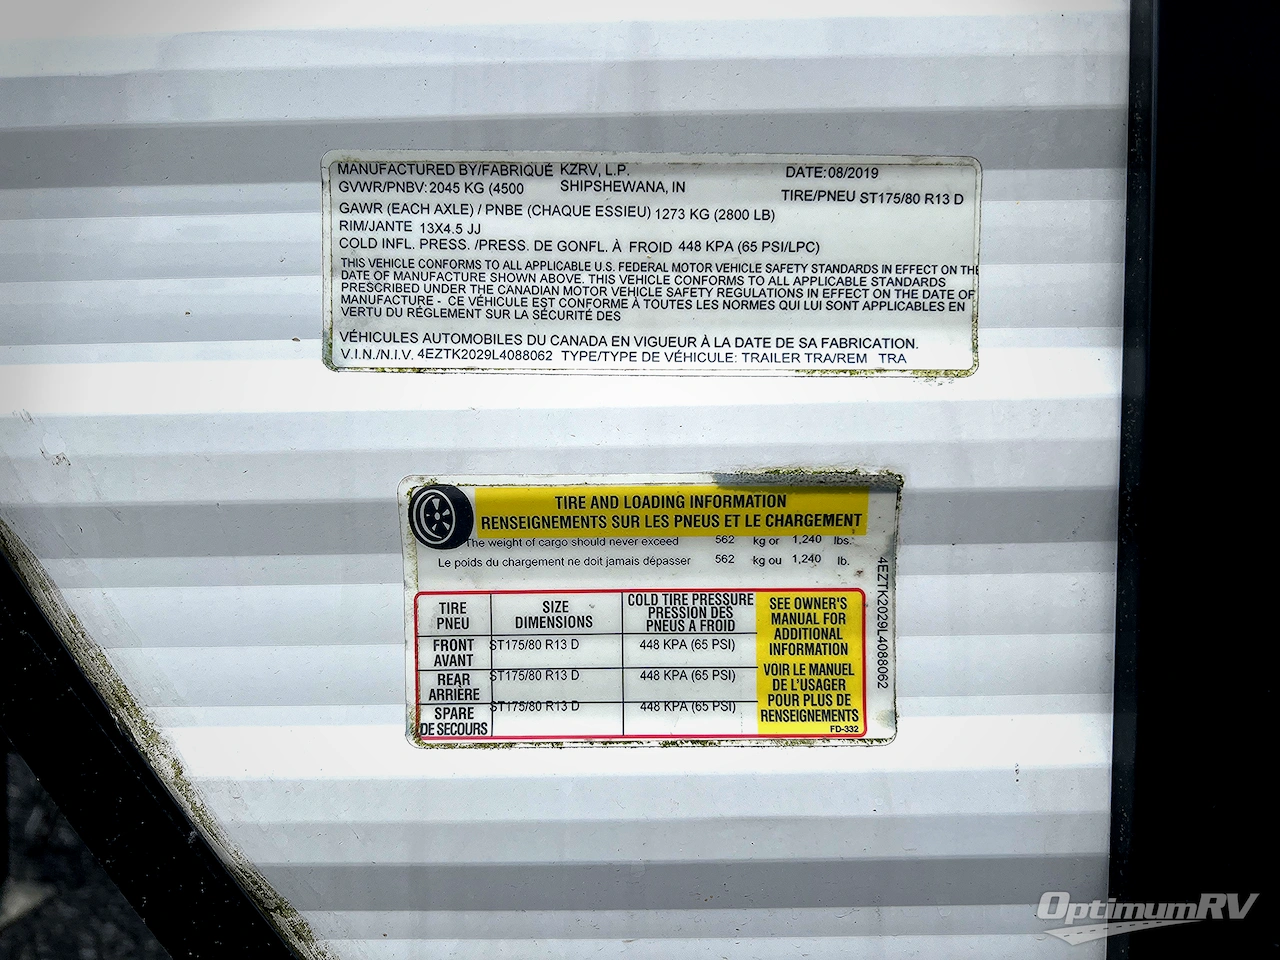 MANUFACTURED BY/FABRIQUÉ KZRV, L.P. DATE:08/2019
GVWR/PNBV: 2045 KG (4500 SHIPSHEWANA, IN
TIRE/PNEU ST175/80 R13 D
GAWR (EACH AXLE) / PNBE (CHAQUE ESSIEU) 1273 KG (2800 LB)
RIM/JANTE 13X4.5 JJ
COLD INFL. PRESS. /PRESS. DE GONFL. À FROID 448 KPA (65 PSI/LPC)
THIS VEHICLE CONFORMS TO ALL APPLICABLE U.S. FEDERAL MOTOR VEHICLE SAFETY STANDARDS IN EFFECT ON THE
DATE OF MANUFACTURE SHOWN ABOVE. THIS VEHICLE CONFORMS TO ALL APPLICABLE STANDARDS
PRESCRIBED UNDER THE CANADIAN MOTOR VEHICLE SAFETY REGULATIONS IN EFFECT ON THE DATE OF
MANUFACTURE - CE VÉHICULE EST CONFORME À TOUTES LES NORMES QUI LUI SONT APPLICABLES EN
VERTU DU RÉGLEMENT SUR LA SÉCURITÉ DES
VÉHICULES AUTOMOBILES DU CANADA EN VIGUEUR À LA DATE DE SA FABRICATION.
V.I.N./N.I.V. 4EZTK2029L4088062 TYPE/TYPE DE VÉHICULE: TRAILER TRA/REM TRA
TIRE AND LOADING INFORMATION
RENSEIGNEMENTS SUR LES PNEUS ET LE CHARGEMENT
The weight of cargo should never exceed 562 kg or 1,240 lbs.
Le poids du chargement ne doit jamais dépasser 562 kg ou 1,240 lb.
TIRE
PNEU
SIZE
DIMENSIONS
COLD TIRE PRESSURE
PRESSION DES
PNEUS A FROID
FRONT
AVANT
ST175/80 R13 D 448 KPA (65 PSI)
REAR
ARRIÈRE
ST175/80 R13 D 448 KPA (65 PSI)
SPARE
DE SECOURS
ST175/80 R13 D 448 KPA (65 PSI)
SEE OWNER'S
MANUAL FOR
ADDITIONAL
INFORMATION
VOIR LE MANUEL
DE L'USAGER
POUR PLUS DE
RENSEIGNEMENTS
FD-332
4EZTK2029L4088062
OptimumRV